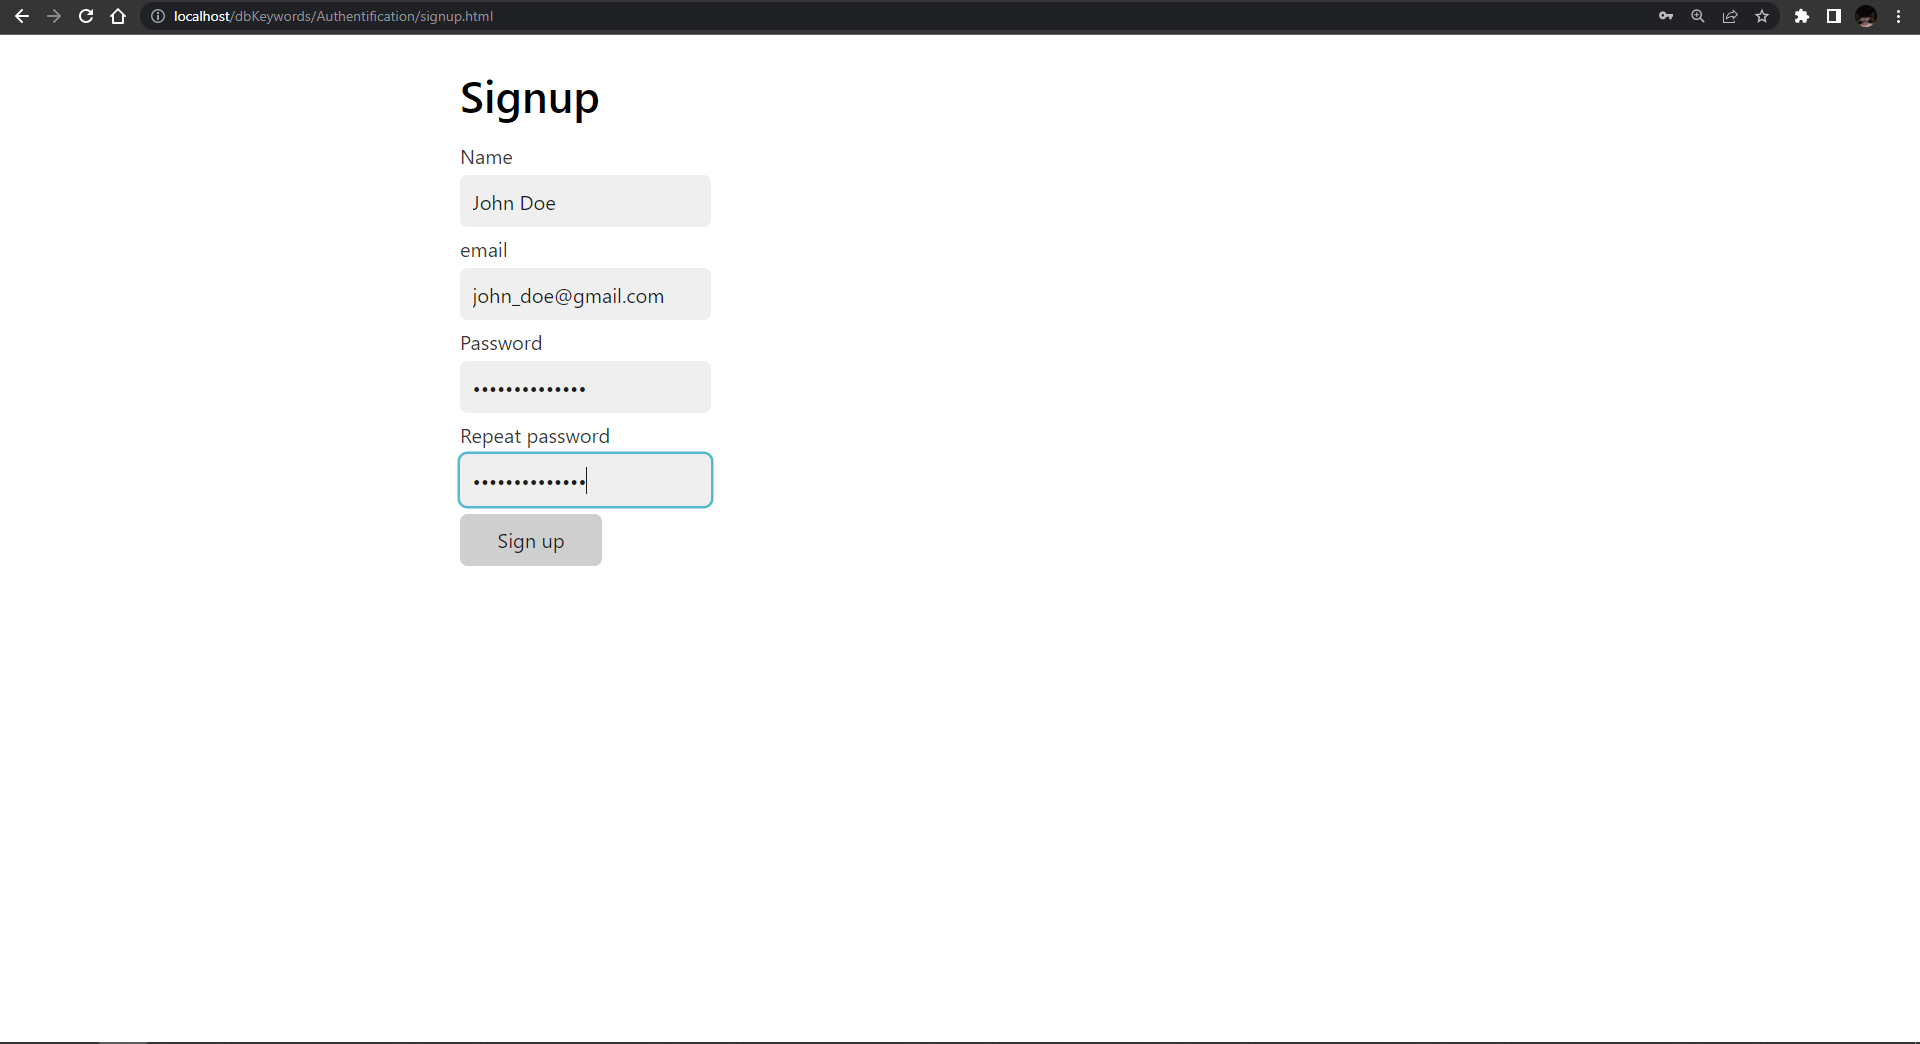 localhost/dbKeywords/Authentification/signup.html
Signup
Name
John Doe
email
john_doe@gmail.com
Password
••••••••••••••
Repeat password
••••••••••••••
Sign up